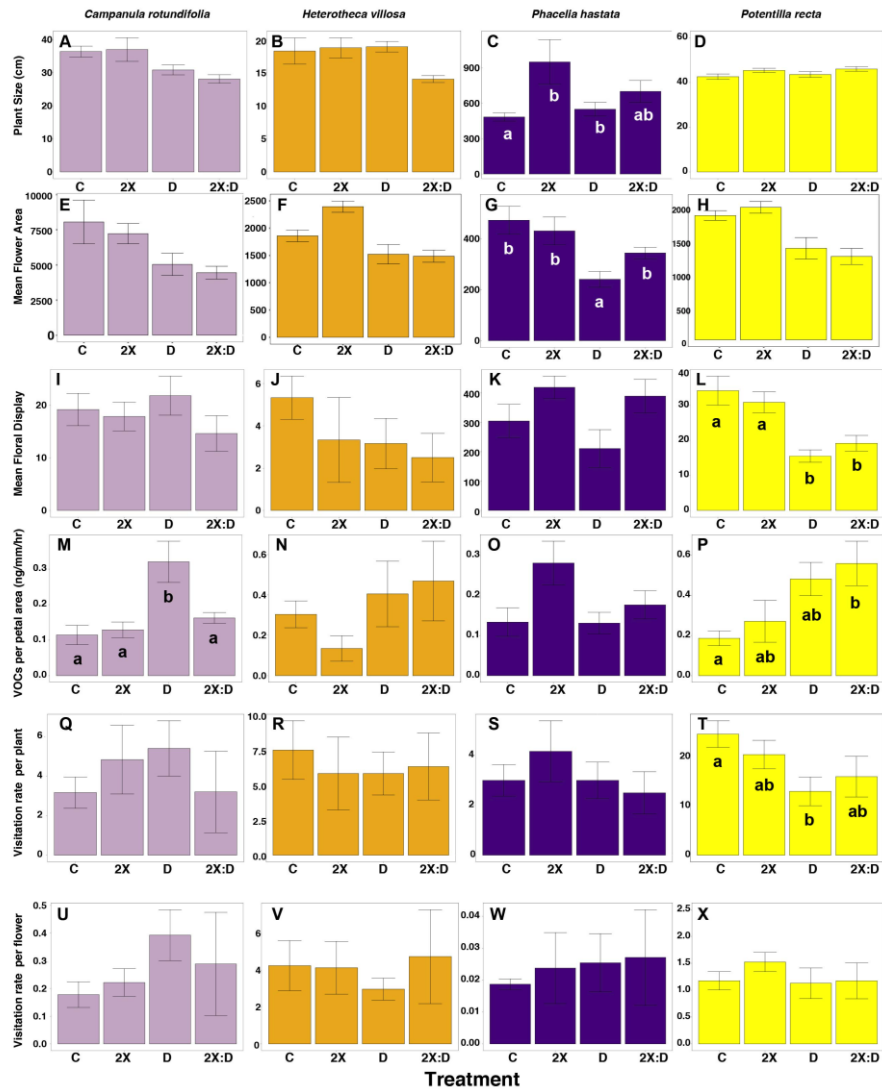 Campanula rotundifolia Heterotheca villosa Phacelia hastata Potentilla recta
Plant Size (cm)
A B C D
40 20 900 60
30 15 600 40
20 10 300 20
10 5 0 0
0 0
a b b ab
C 2X D 2X:D C 2X D 2X:D C 2X D 2X:D C 2X D 2X:D
Mean Flower Area
E F G H
10000 2500 400 2000
7500 2000 200 1500
5000 1500 0 1000
2500 1000 500
0 500 0
0
b b a b
C 2X D 2X:D C 2X D 2X:D C 2X D 2X:D C 2X D 2X:D
Mean Floral Display
I J K L
20 6 400 40
10 4 300 30
0 2 200 20
0 100 10
0 0
a a b b
C 2X D 2X:D C 2X D 2X:D C 2X D 2X:D C 2X D 2X:D
VOCs per petal area (ng/mm/hr)
M N O P
0.3 0.6 0.3 0.6
0.2 0.4 0.2 0.4
0.1 0.2 0.1 0.2
0.0 0.0 0.0 0.0
a a b a a ab ab b
C 2X D 2X:D C 2X D 2X:D C 2X D 2X:D C 2X D 2X:D
Visitation rate per plant
Q R S T
6 10.0 4 20
4 7.5 2 10
2 5.0 0 0
0 2.5
0.0
a ab b ab
C 2X D 2X:D C 2X D 2X:D C 2X D 2X:D C 2X D 2X:D
Visitation rate per flower
U V W X
0.5 6 0.04 2.5
0.4 4 0.03 2.0
0.3 2 0.02 1.5
0.2 0 0.01 1.0
0.1 0.00 0.5
0.0 0.0
C 2X D 2X:D C 2X D 2X:D C 2X D 2X:D C 2X D 2X:D
Treatment